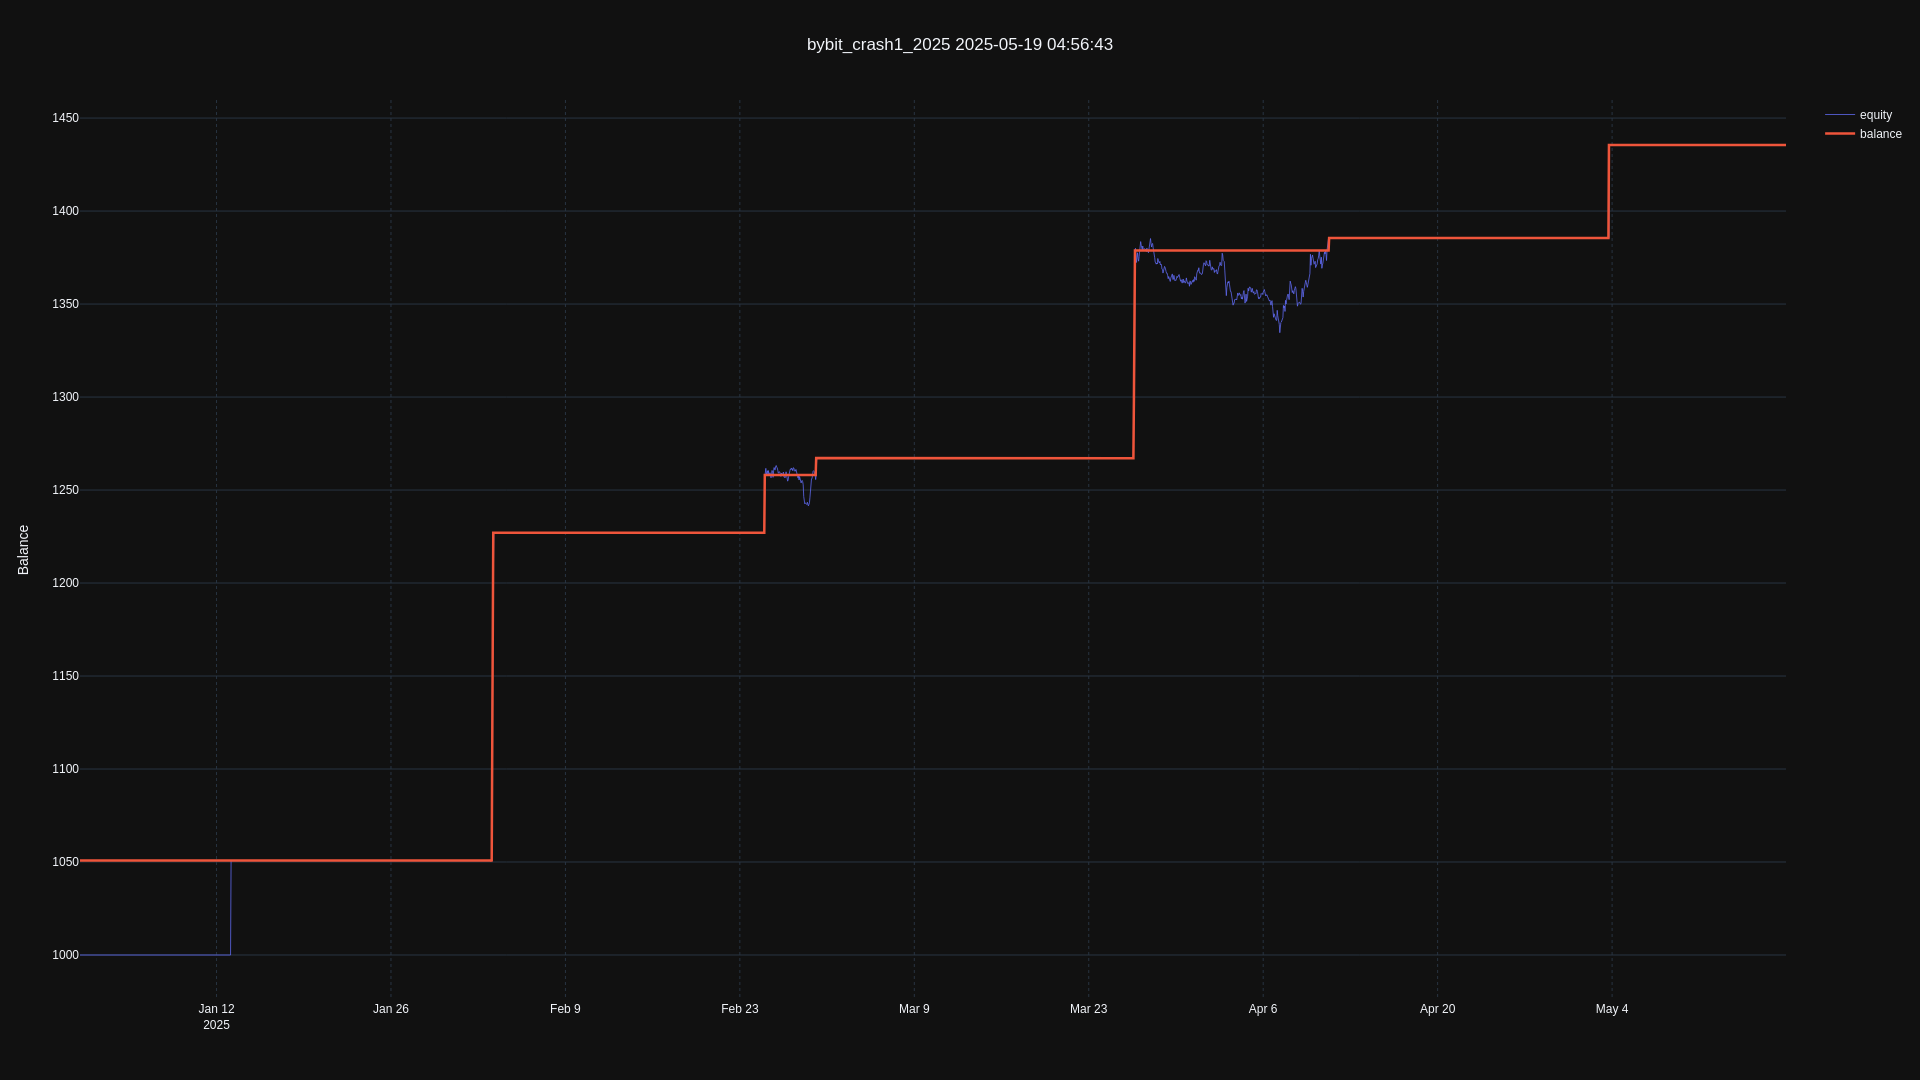 bybit_crash1_2025 2025-05-19 04:56:43
equity
balance
Balance
1450
1400
1350
1300
1250
1200
1150
1100
1050
1000
Jan 12
2025
Jan 26
Feb 9
Feb 23
Mar 9
Mar 23
Apr 6
Apr 20
May 4